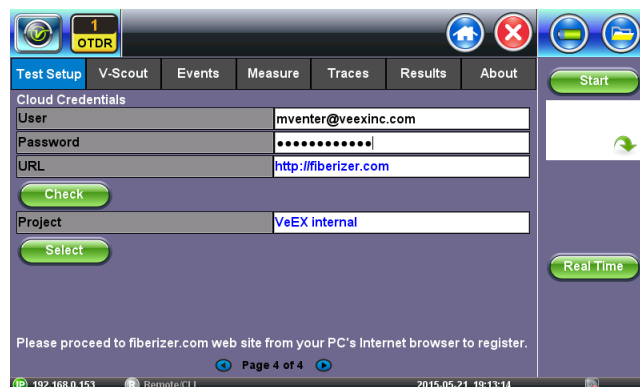 1
OTDR
Test Setup V-Scout Events Measure Traces Results About
Start
Cloud Credentials
User mventer@veexinc.com
Password ●●●●●●●●●●●●
URL http://fiberizer.com
Check
Project VeEX internal
Select
Real Time
Please proceed to fiberizer.com web site from your PC's Internet browser to register.
Page 4 of 4
IP 192.168.0.153 R Remote/CLI 2015.05.21 19:13:14